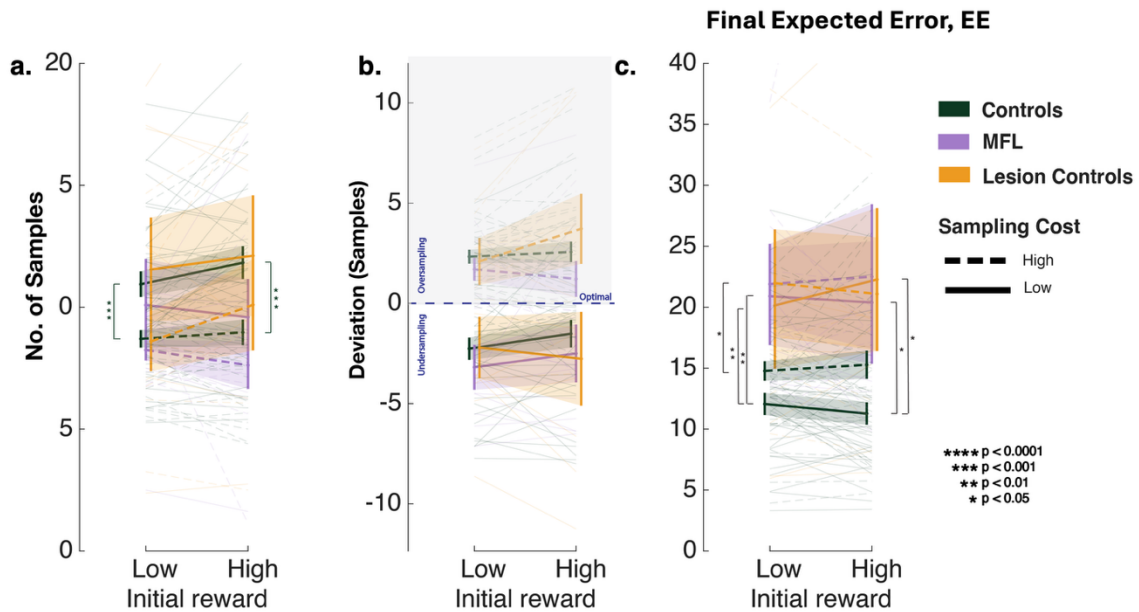 Final Expected Error, EE
a.
No. of Samples
20
5
0
5
0
Low
High
Initial reward
***
***
b.
Deviation (Samples)
10
5
0
-5
-10
Oversampling
Undersampling
Optimal
Low
High
Initial reward
c.
40
35
30
25
20
15
10
5
0
*
**
**
*
*
Low
High
Initial reward
Controls
MFL
Lesion Controls
Sampling Cost
High
Low
**** p < 0.0001
*** p < 0.001
** p < 0.01
* p < 0.05